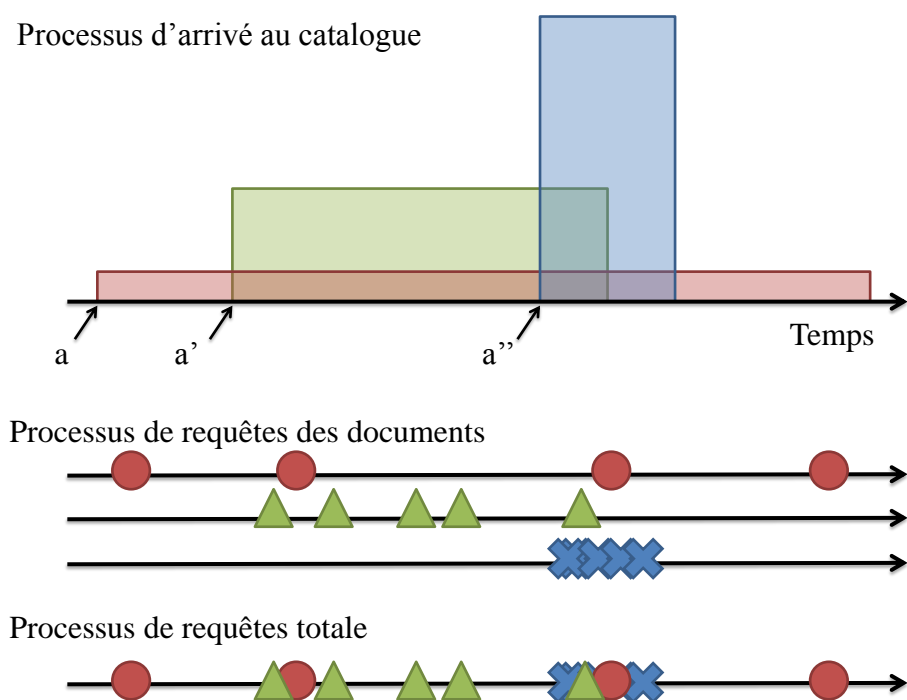 Processus d’arrivé au catalogue
a
a’
a’’
Temps
Processus de requêtes des documents
Processus de requêtes totale